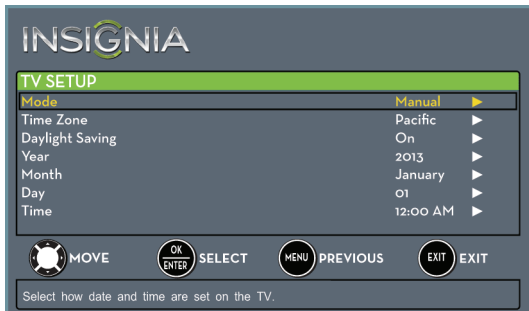 INSIGNIA
TV SETUP
Mode Manual
Time Zone Pacific
Daylight Saving On
Year 2013
Month January
Day 01
Time 12:00 AM
MOVE OK ENTER SELECT MENU PREVIOUS EXIT EXIT
Select how date and time are set on the TV.